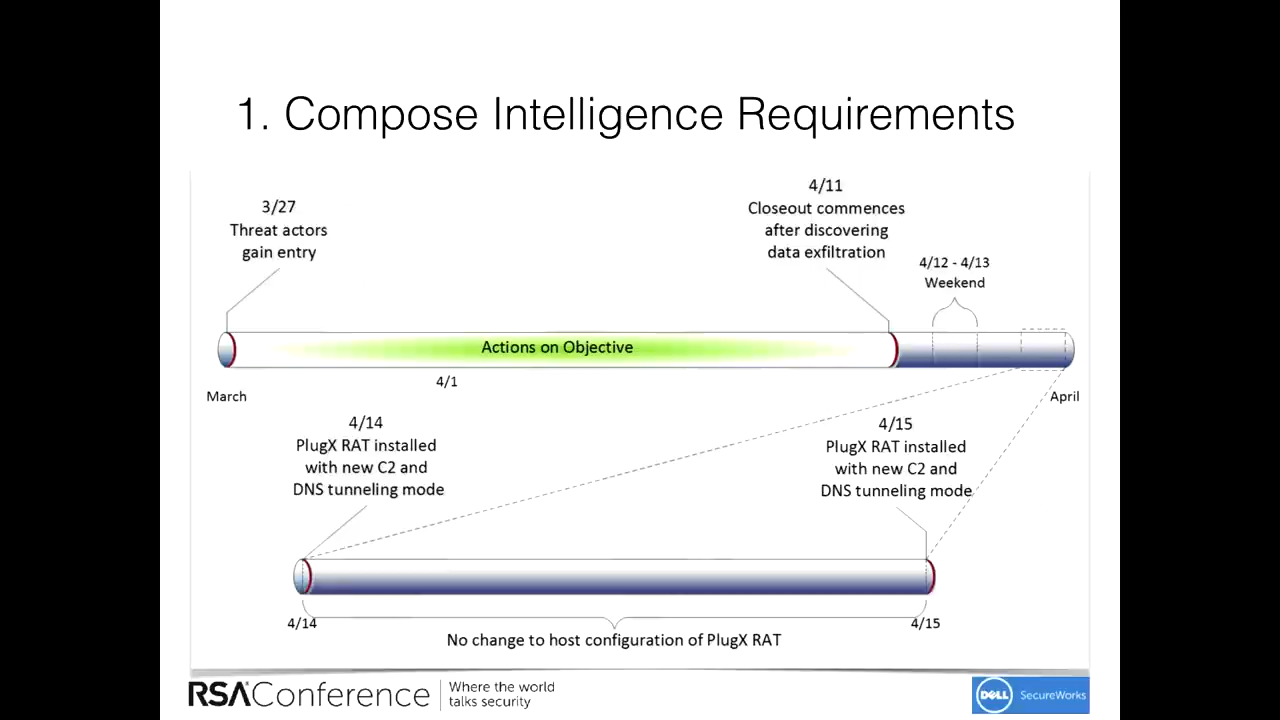 1. Compose Intelligence Requirements
3/27
Threat actors
gain entry
4/11
Closeout commences
after discovering
data exfiltration
4/12 - 4/13
Weekend
Actions on Objective
4/1
March
April
4/14
PlugX RAT installed
with new C2 and
DNS tunneling mode
4/15
PlugX RAT installed
with new C2 and
DNS tunneling mode
4/14
4/15
No change to host configuration of PlugX RAT
RSAConference
Where the world
talks security
DELL
SecureWorks